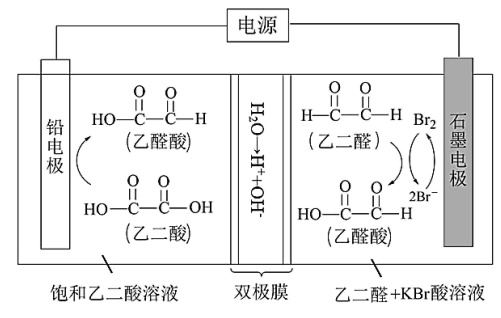 电源
铅电极
O O
HO—C—C—H
(乙醛酸)
O O
HO—C—C—OH
(乙二酸)
H₂O→H⁺+OH⁻
O O
H—C—C—H
(乙二醛)
Br₂
2Br⁻
O O
HO—C—C—H
(乙醛酸)
石墨电极
饱和乙二酸溶液
双极膜
乙二醛+KBr酸溶液